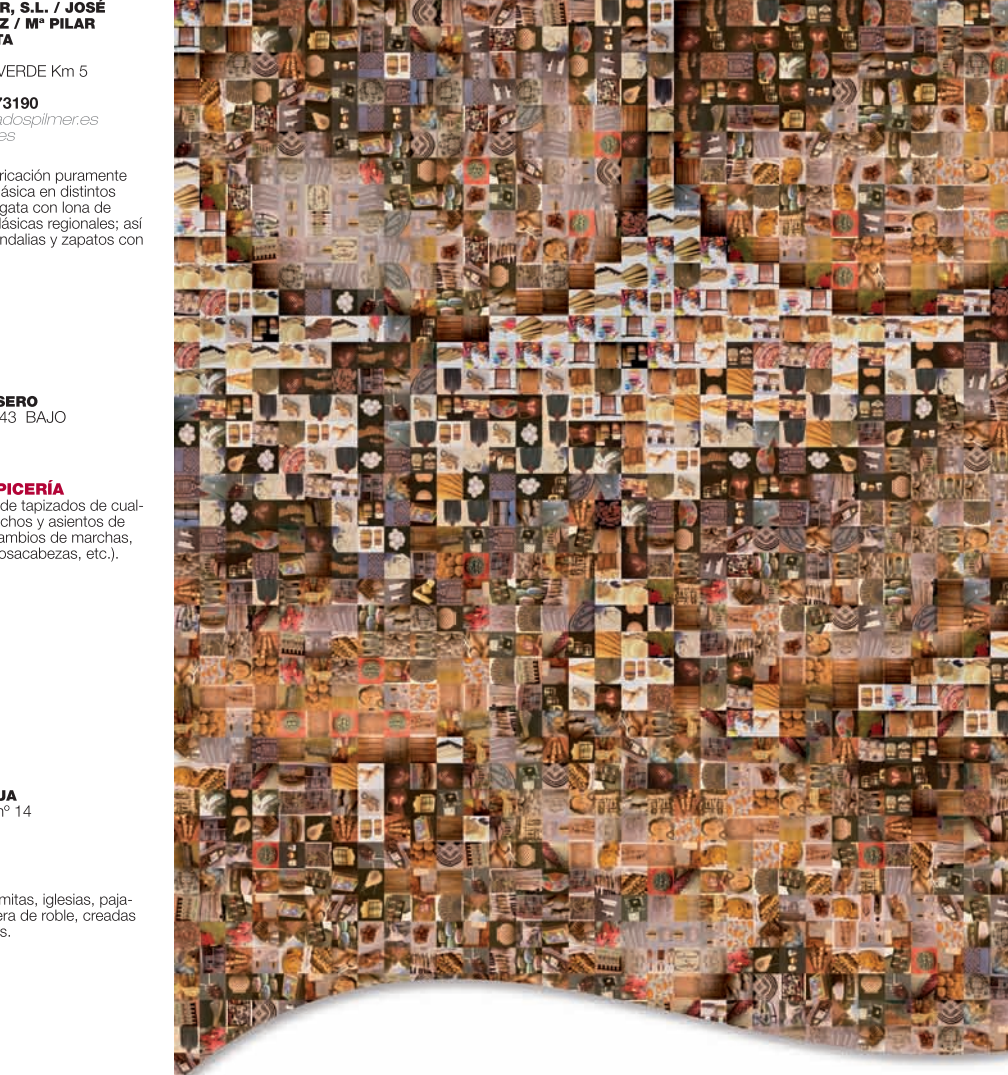 R, S.L. / JOSÉ
Z / Mª PILAR
TA
VERDE Km 5
73190
adospilmer.es
es
ricación puramente
lásica en distintos
gata con lona de
lásicas regionales; así
ndalias y zapatos con
SERO
43 BAJO
PICERÍA
de tapizados de cual-
chos y asientos de
ambios de marchas,
osacabezas, etc.).
JA
nº 14
mitas, iglesias, paja-
era de roble, creadas
s.